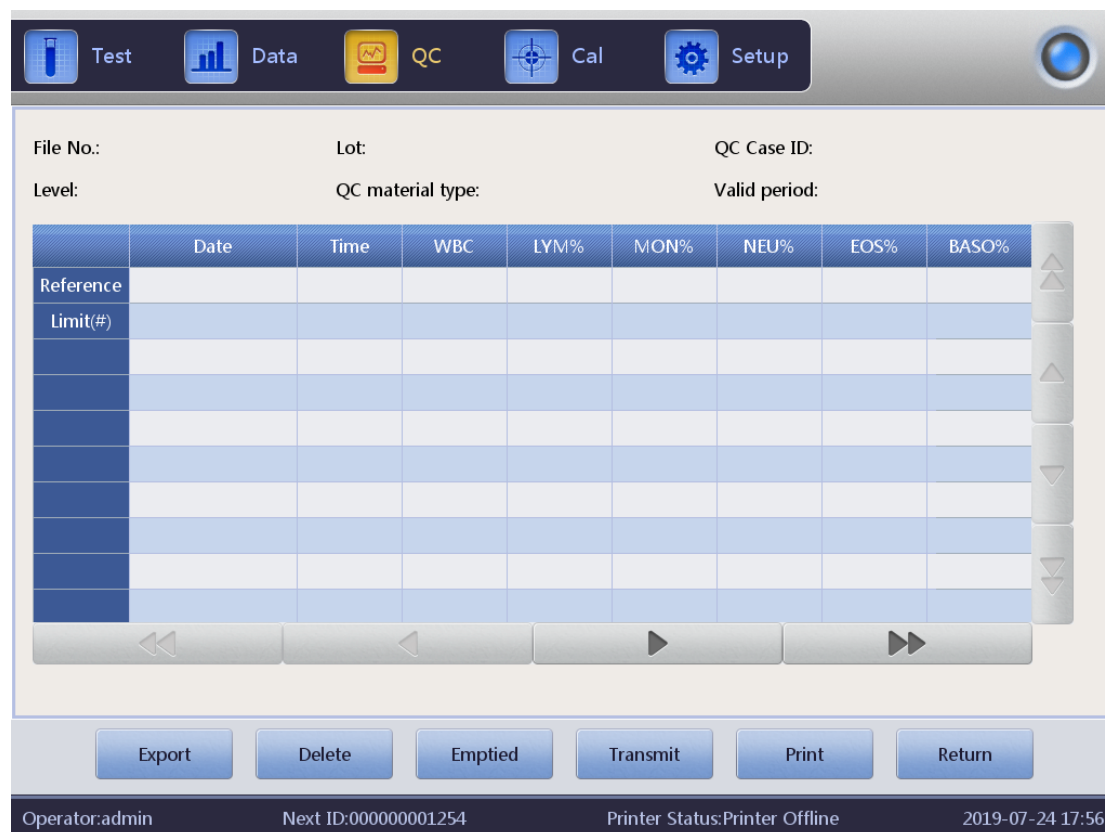 Test Data QC Cal Setup
File No.: Lot: QC Case ID:
Level: QC material type: Valid period:
Date Time WBC LYM% MON% NEU% EOS% BASO%
Reference
Limit(#)
Export Delete Emptied Transmit Print Return
Operator:admin Next ID:000000001254 Printer Status:Printer Offline 2019-07-24 17:56